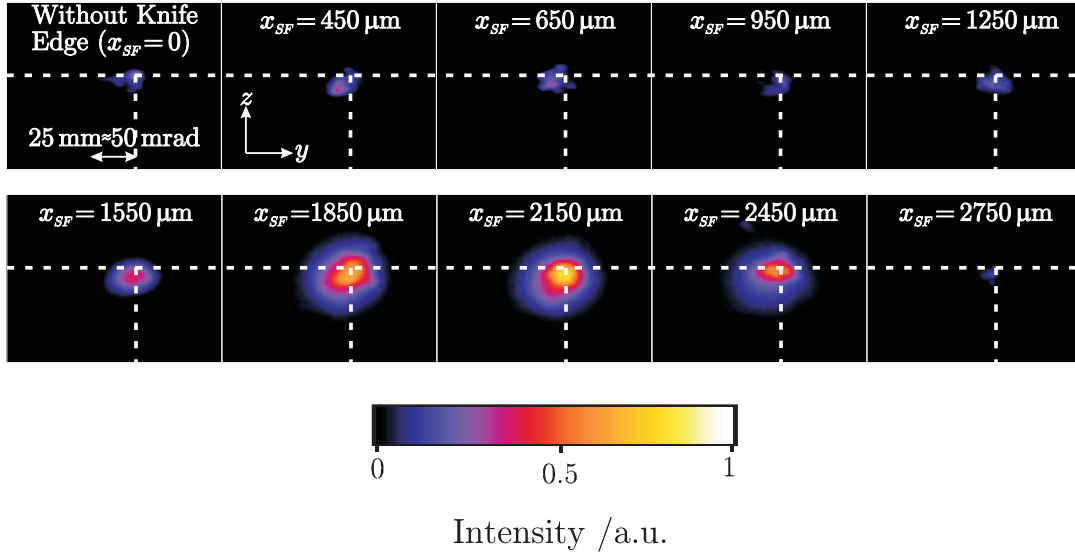 Without Knife
Edge (x_SF=0)
x_SF=450 μm
x_SF=650 μm
x_SF=950 μm
x_SF=1250 μm
z
y
25 mm≈50 mrad
x_SF=1550 μm
x_SF=1850 μm
x_SF=2150 μm
x_SF=2450 μm
x_SF=2750 μm
0
0.5
1
Intensity /a.u.